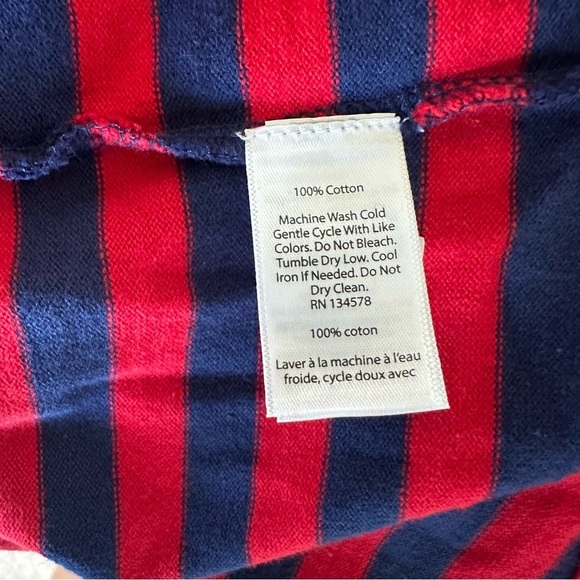 100% Cotton
Machine Wash Cold
Gentle Cycle With Like
Colors. Do Not Bleach.
Tumble Dry Low. Cool
Iron If Needed. Do Not
Dry Clean.
RN 134578
100% coton
Laver à la machine à l'eau
froide, cycle doux avec